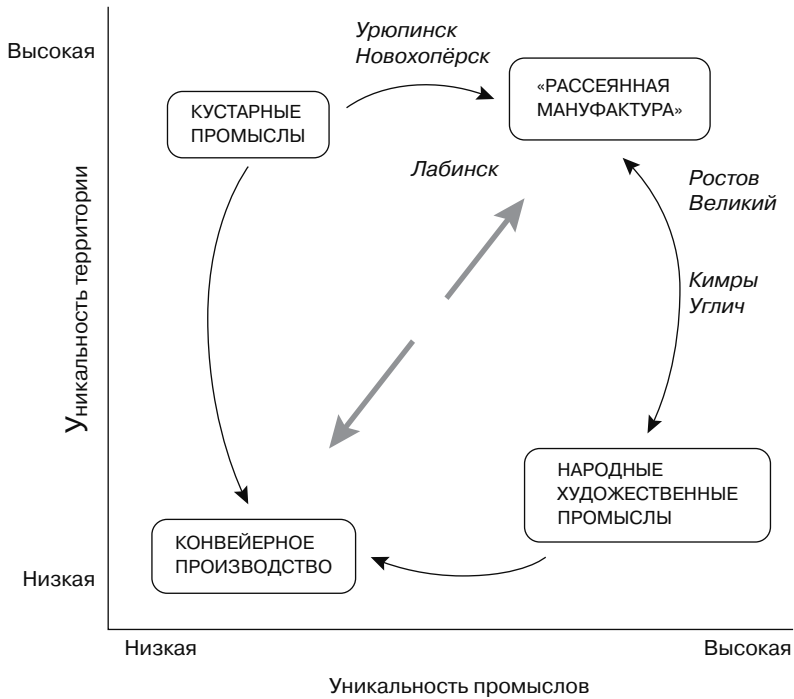 Высокая
Уникальность территории
Низкая
Урюпинск
Новохопёрск
КУСТАРНЫЕ
ПРОМЫСЛЫ
«РАССЕЯННАЯ
МАНУФАКТУРА»
Лабинск
Ростов
Великий
Кимры
Углич
НАРОДНЫЕ
ХУДОЖЕСТВЕННЫЕ
ПРОМЫСЛЫ
КОНВЕЙЕРНОЕ
ПРОИЗВОДСТВО
Низкая
Высокая
Уникальность промыслов